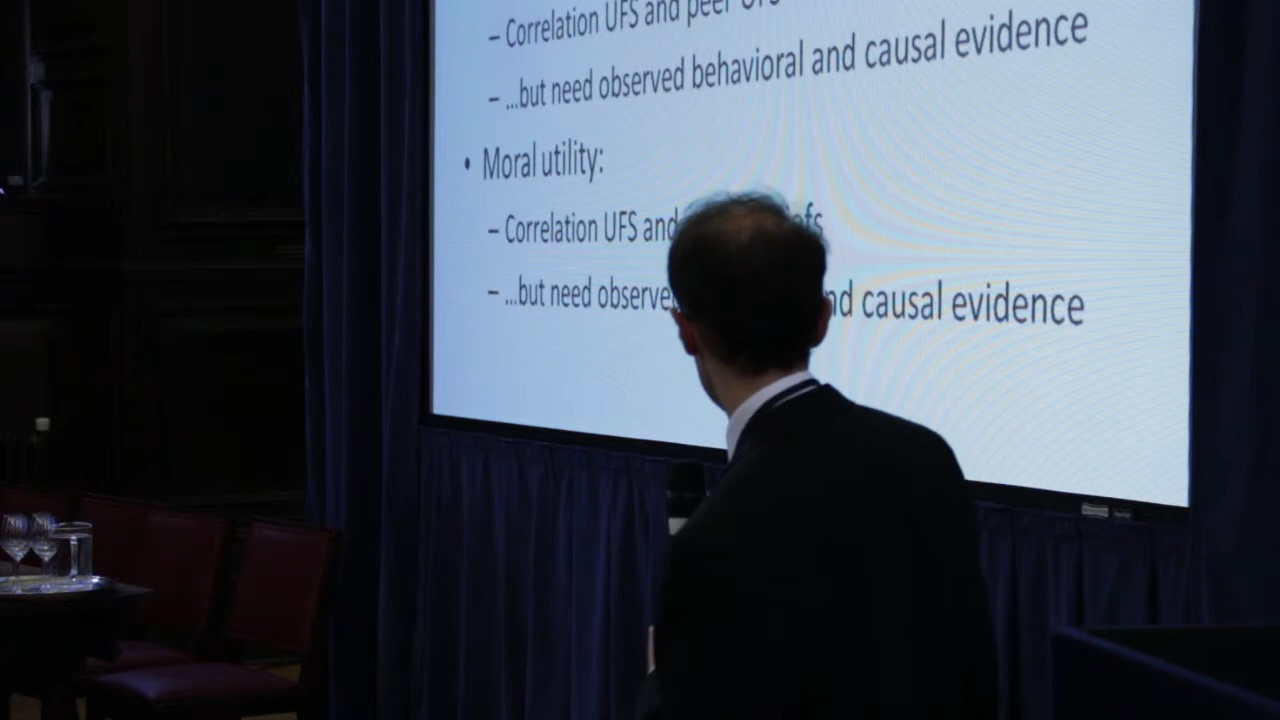 – Correlation UFS and peer UFS
– ...but need observed behavioral and causal evidence
• Moral utility:
– Correlation UFS and
– ...but need observe nd causal evidence